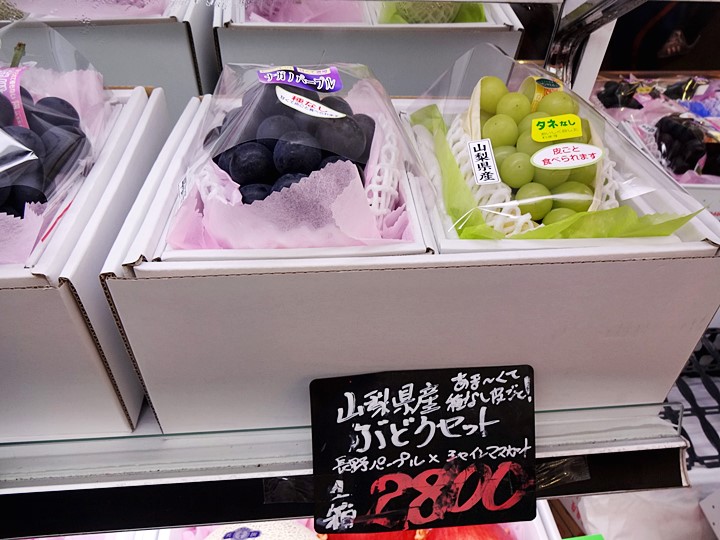 ナガノパープル
種なし
タネなし
皮ごと
食べられます
山梨県産
山梨県産
あま〜くて
種なし皮ごと!
ぶどうセット
長野パープル×シャインマスカット
1箱
2800